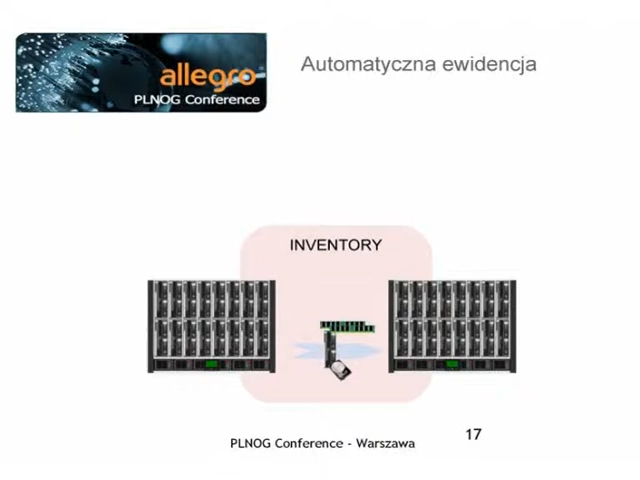 allegro
PLNOG Conference
Automatyczna ewidencja
INVENTORY
PLNOG Conference - Warszawa
17